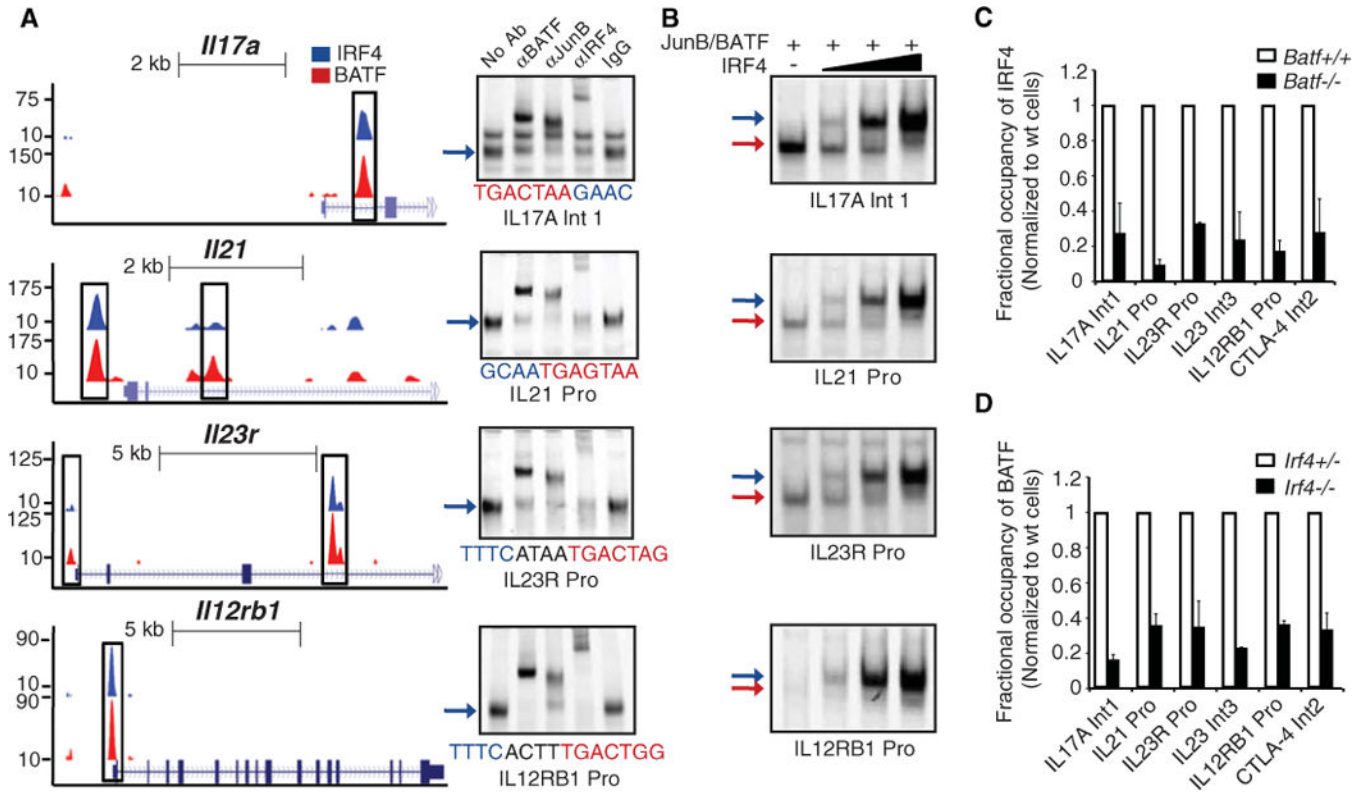 A
Il17a
2 kb
IRF4
BATF
75
10
150
10
No Ab
αBATF
αJunB
αIRF4
IgG
TGACTAAGAAC
IL17A Int 1
Il21
2 kb
175
10
175
10
GCAATGAGTAA
IL21 Pro
Il23r
5 kb
125
10
125
10
TTTCATAATGACTAG
IL23R Pro
Il12rb1
5 kb
90
10
90
10
TTTCACTTTGACTGG
IL12RB1 Pro
B
JunB/BATF + + + +
IRF4 -
IL17A Int 1
IL21 Pro
IL23R Pro
IL12RB1 Pro
C
Batf+/+
Batf-/-
Fractional occupancy of IRF4
(Normalized to wt cells)
1.2
1
0.8
0.6
0.4
0.2
0
IL17A Int1
IL21 Pro
IL23R Pro
IL23 Int3
IL12RB1 Pro
CTLA-4 Int2
D
Irf4+/-
Irf4-/-
Fractional occupancy of BATF
(Normalized to wt cells)
1.2
1
0.8
0.6
0.4
0.2
0
IL17A Int1
IL21 Pro
IL23R Pro
IL23 Int3
IL12RB1 Pro
CTLA-4 Int2